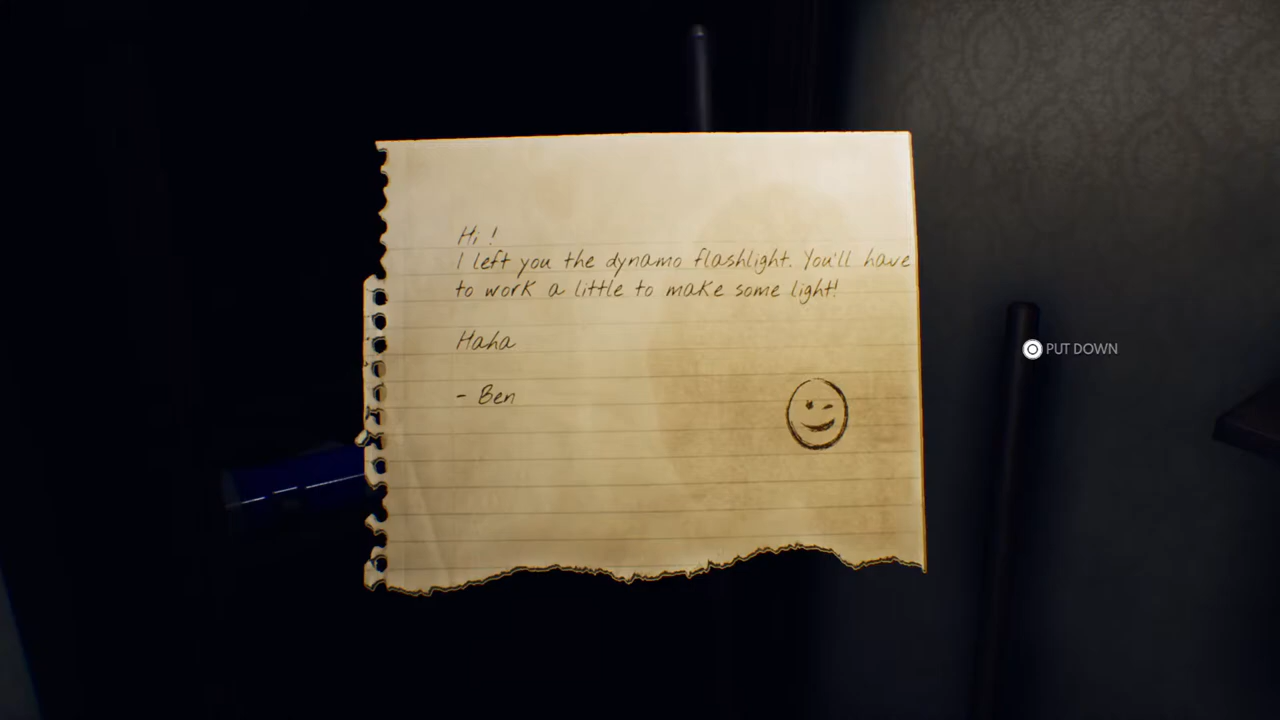 Hi !
I left you the dynamo flashlight. You'll have
to work a little to make some light!
Haha
- Ben
PUT DOWN